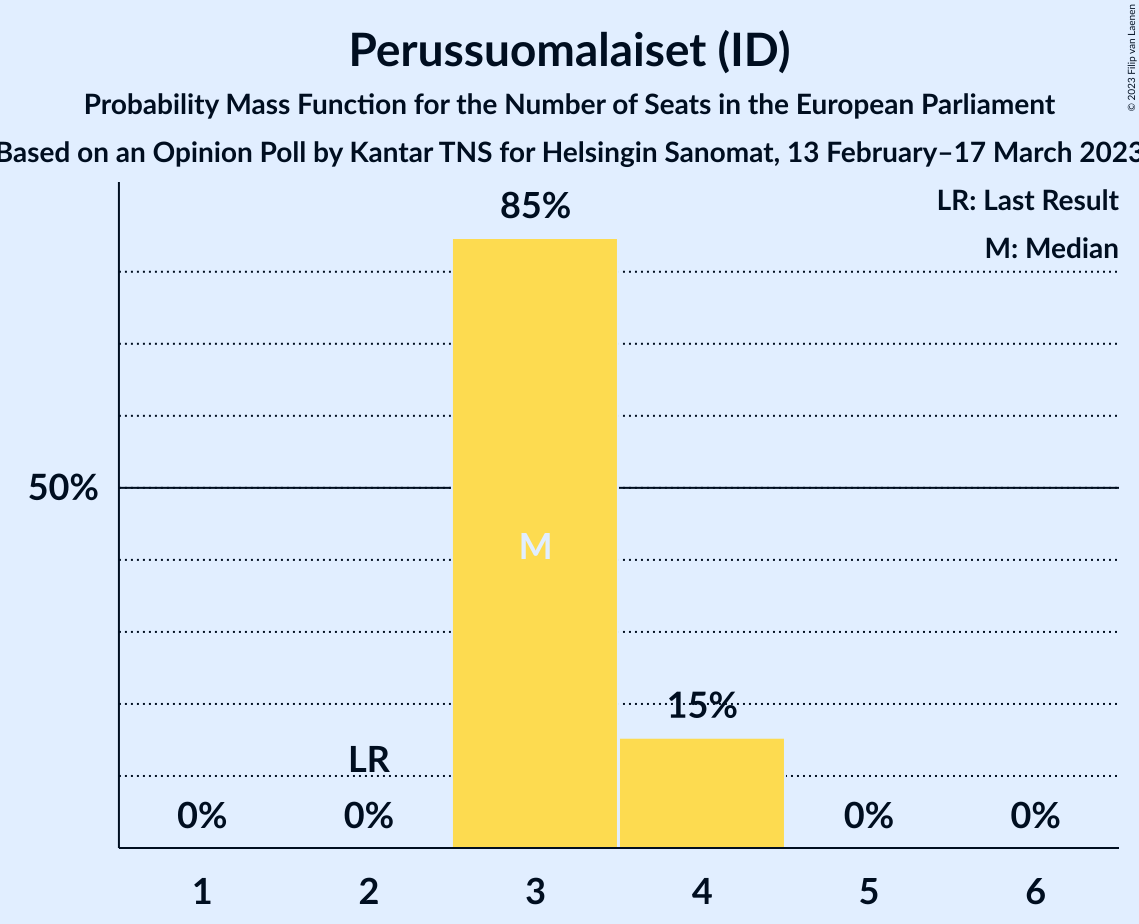 Perussuomalaiset (ID)
Probability Mass Function for the Number of Seats in the European Parliament
Based on an Opinion Poll by Kantar TNS for Helsingin Sanomat, 13 February–17 March 2023
© 2023 Filip van Laenen
LR: Last Result
M: Median
85%
50%
M
15%
LR
0%
0%
0%
0%
1
2
3
4
5
6